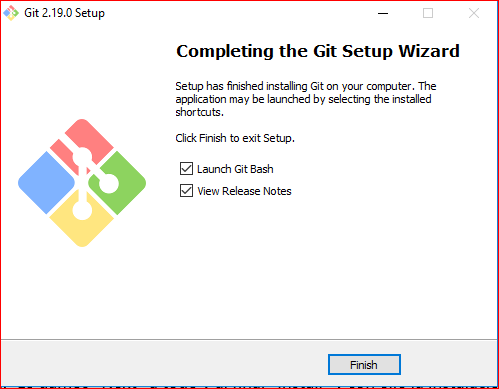 Git 2.19.0 Setup
Completing the Git Setup Wizard
Setup has finished installing Git on your computer. The
application may be launched by selecting the installed
shortcuts.
Click Finish to exit Setup.
Launch Git Bash
View Release Notes
Finish